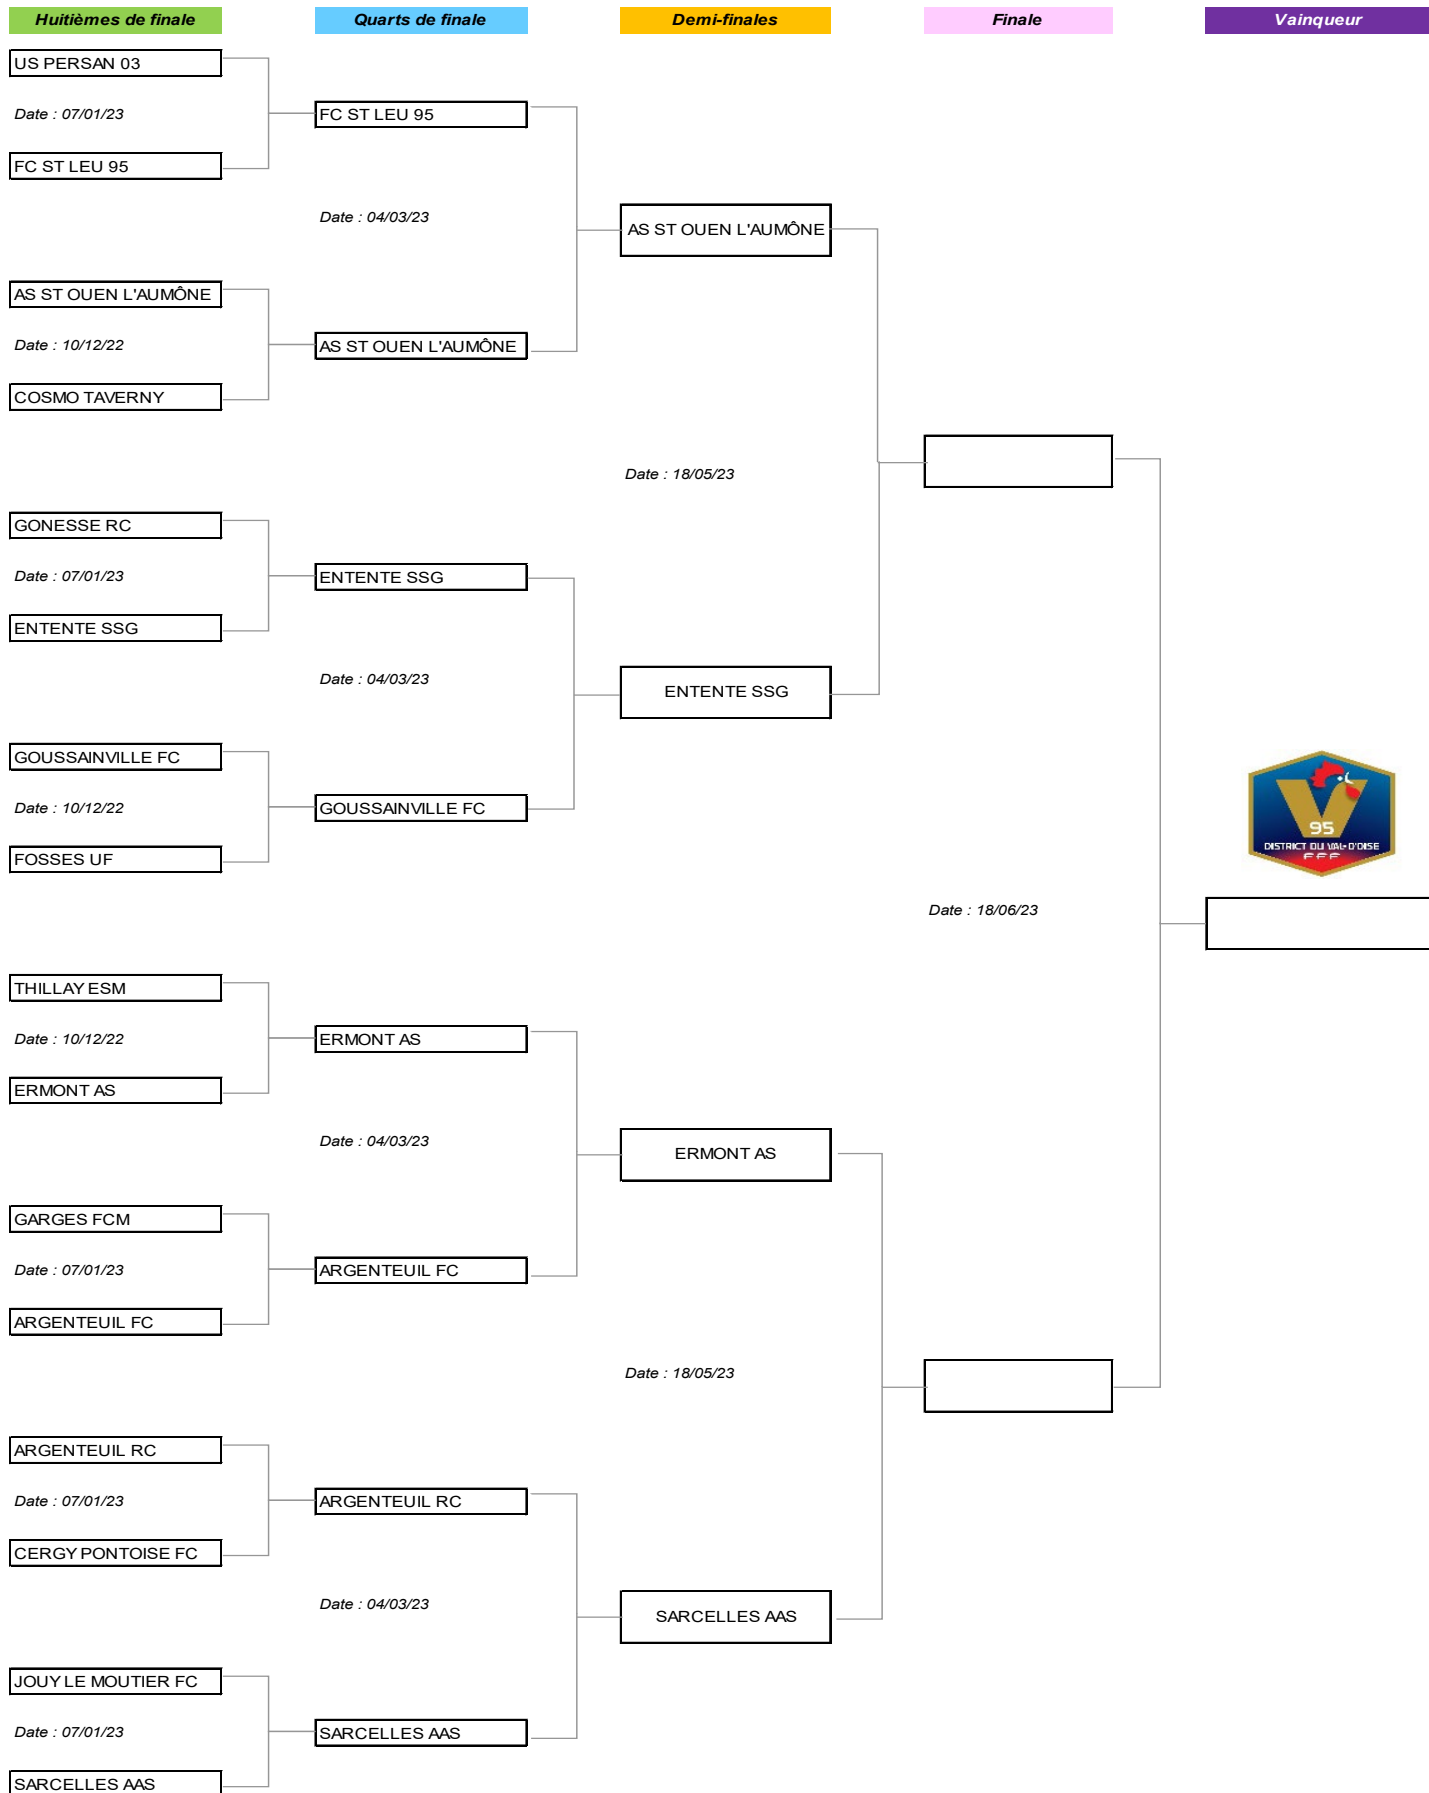 Huitièmes de finale
Quarts de finale
Demi-finales
Finale
Vainqueur
US PERSAN 03
Date : 07/01/23
FC ST LEU 95
FC ST LEU 95
Date : 04/03/23
AS ST OUEN L'AUMÔNE
AS ST OUEN L'AUMÔNE
Date : 10/12/22
AS ST OUEN L'AUMÔNE
COSMO TAVERNY
Date : 18/05/23
GONESSE RC
Date : 07/01/23
ENTENTE SSG
ENTENTE SSG
Date : 04/03/23
ENTENTE SSG
GOUSSAINVILLE FC
Date : 10/12/22
GOUSSAINVILLE FC
FOSSES UF
95
DISTRICT DU VAL-D'OISE
FFF
Date : 18/06/23
THILLAY ESM
Date : 10/12/22
ERMONT AS
ERMONT AS
Date : 04/03/23
ERMONT AS
GARGES FCM
Date : 07/01/23
ARGENTEUIL FC
ARGENTEUIL FC
Date : 18/05/23
ARGENTEUIL RC
Date : 07/01/23
ARGENTEUIL RC
CERGY PONTOISE FC
Date : 04/03/23
SARCELLES AAS
JOUY LE MOUTIER FC
Date : 07/01/23
SARCELLES AAS
SARCELLES AAS